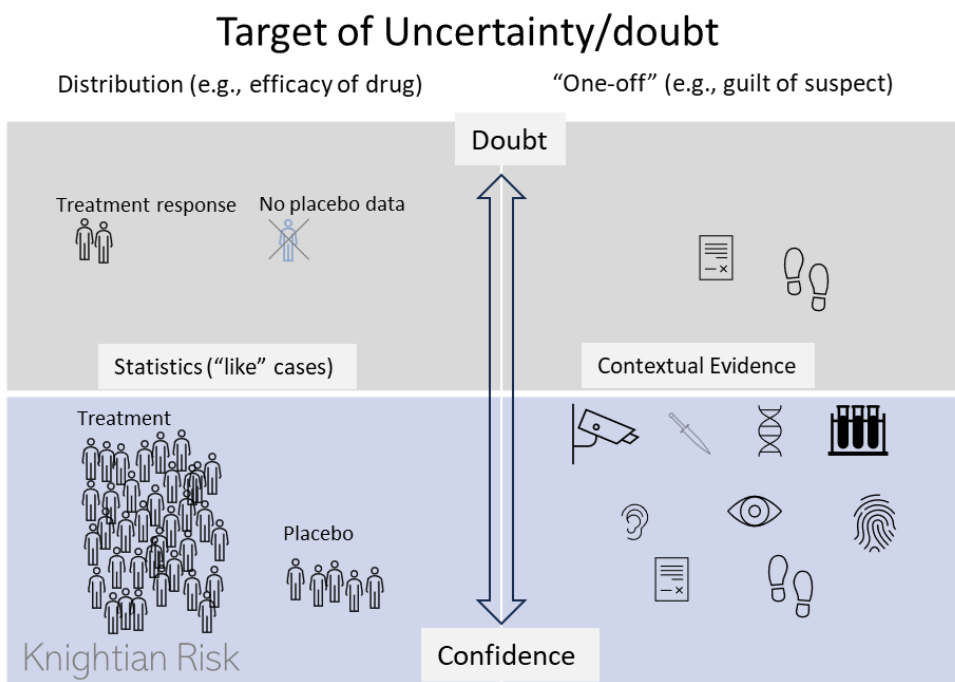 Target of Uncertainty/doubt
Distribution (e.g., efficacy of drug)
“One-off” (e.g., guilt of suspect)
Doubt
Treatment response
No placebo data
Statistics (“like” cases)
Contextual Evidence
Treatment
Placebo
Knightian Risk
Confidence